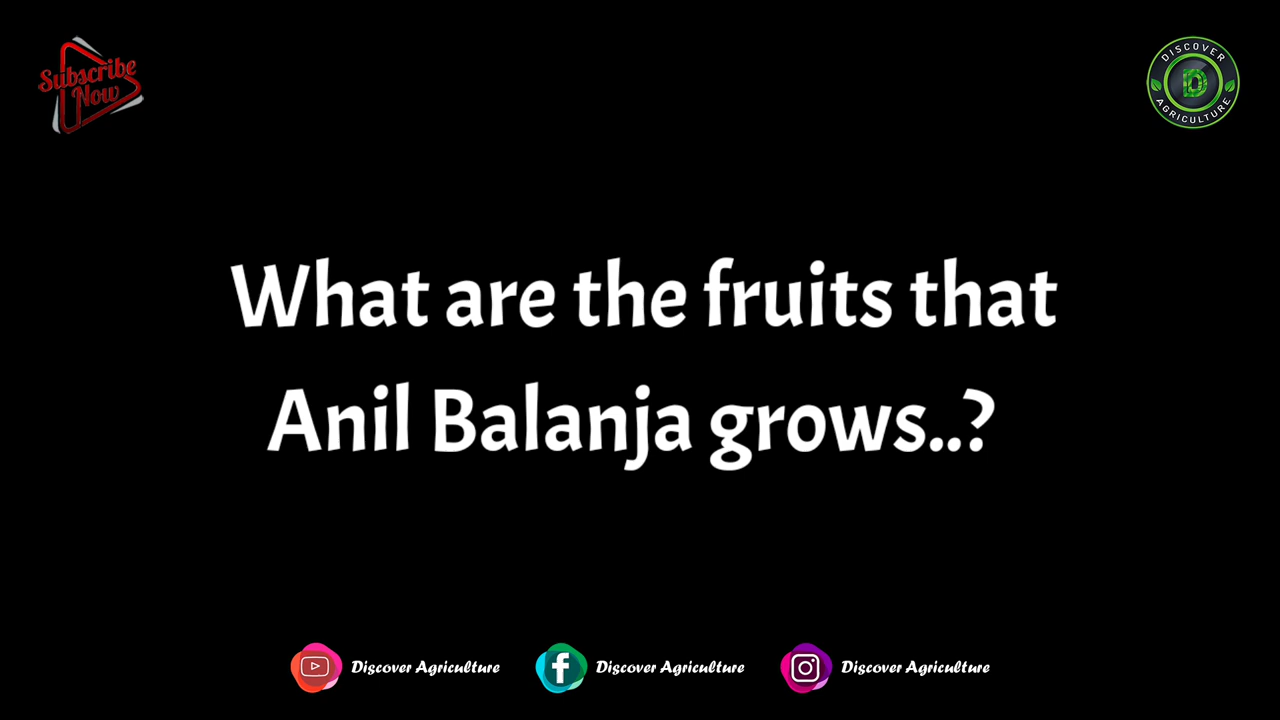 Subscribe
Now
DISCOVER
D
AGRICULTURE
What are the fruits that
Anil Balanja grows..?
Discover Agriculture
f
Discover Agriculture
Discover Agriculture